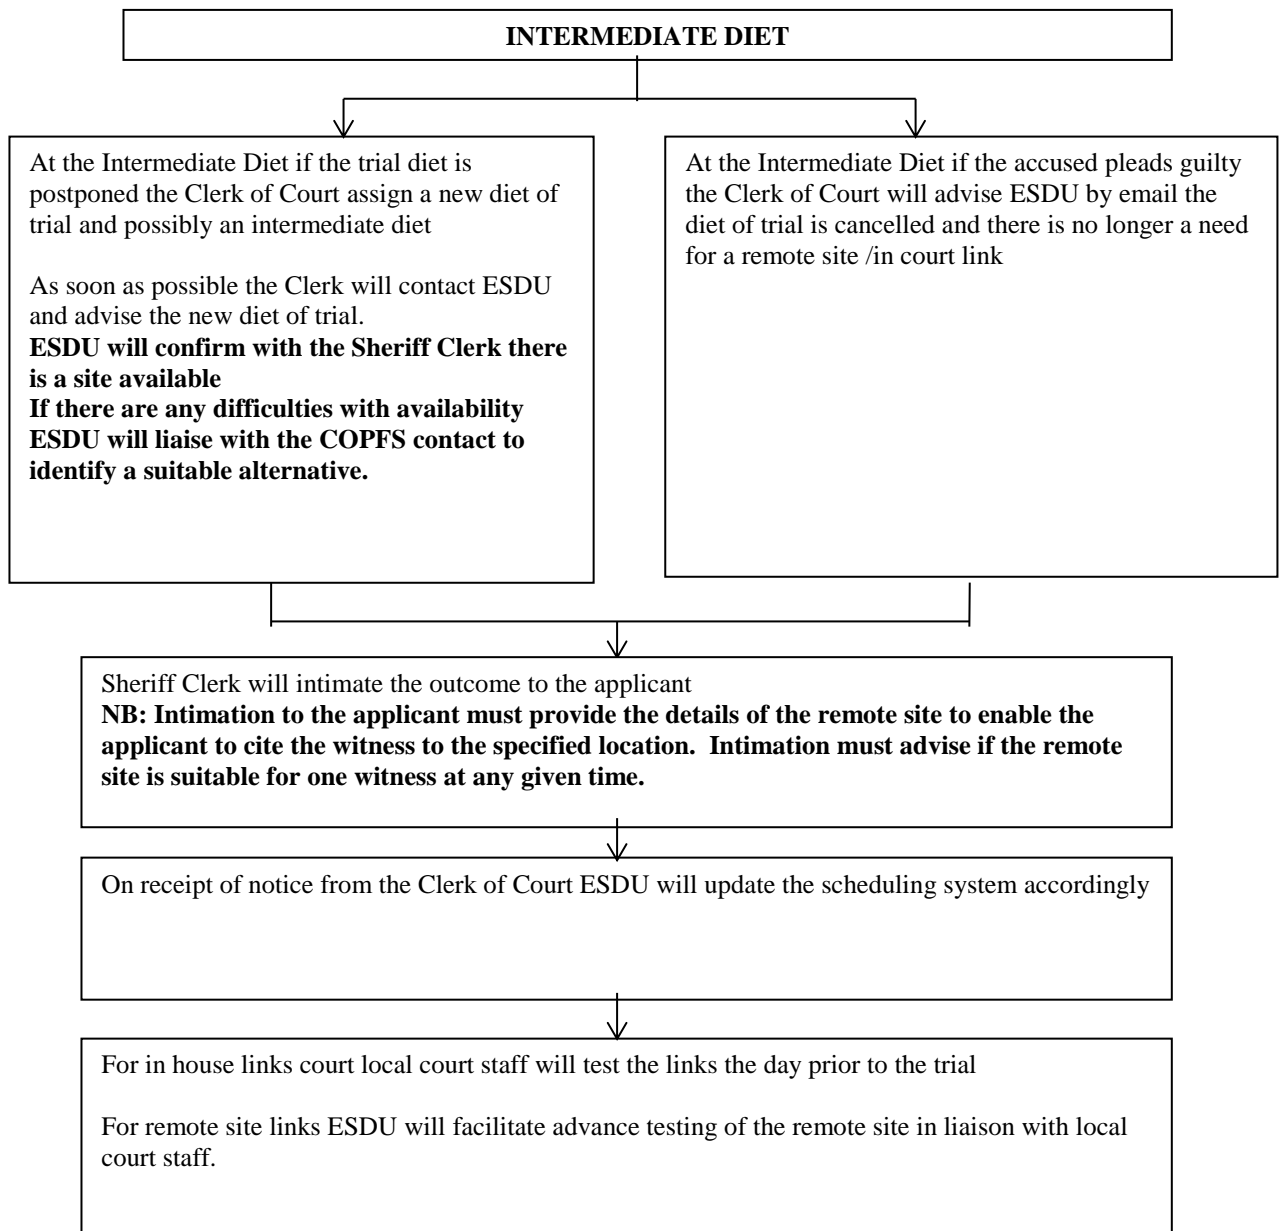 INTERMEDIATE DIET
At the Intermediate Diet if the trial diet is
postponed the Clerk of Court assign a new diet of
trial and possibly an intermediate diet
As soon as possible the Clerk will contact ESDU
and advise the new diet of trial.
ESDU will confirm with the Sheriff Clerk there
is a site available
If there are any difficulties with availability
ESDU will liaise with the COPFS contact to
identify a suitable alternative.
At the Intermediate Diet if the accused pleads guilty
the Clerk of Court will advise ESDU by email the
diet of trial is cancelled and there is no longer a need
for a remote site /in court link
Sheriff Clerk will intimate the outcome to the applicant
NB: Intimation to the applicant must provide the details of the remote site to enable the
applicant to cite the witness to the specified location.  Intimation must advise if the remote
site is suitable for one witness at any given time.
On receipt of notice from the Clerk of Court ESDU will update the scheduling system accordingly
For in house links court local court staff will test the links the day prior to the trial
For remote site links ESDU will facilitate advance testing of the remote site in liaison with local
court staff.